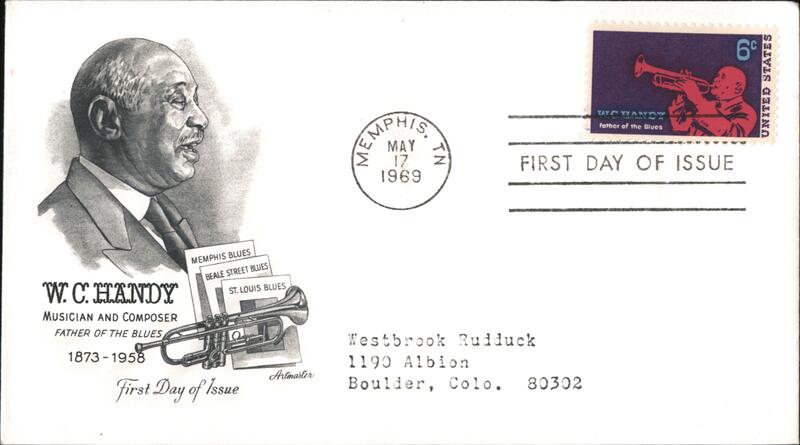 MEMPHIS BLUES
BEALE STREET BLUES
ST. LOUIS BLUES
W. C. HANDY
MUSICIAN AND COMPOSER
FATHER OF THE BLUES
1873 - 1958
Artmaster
First Day of Issue
MEMPHIS, TN
MAY
17
1969
6c
UNITED STATES
W.C. HANDY
Father of the Blues
FIRST DAY OF ISSUE
Westbrook Rudduck
1190 Albion
Boulder, Colo. 80302